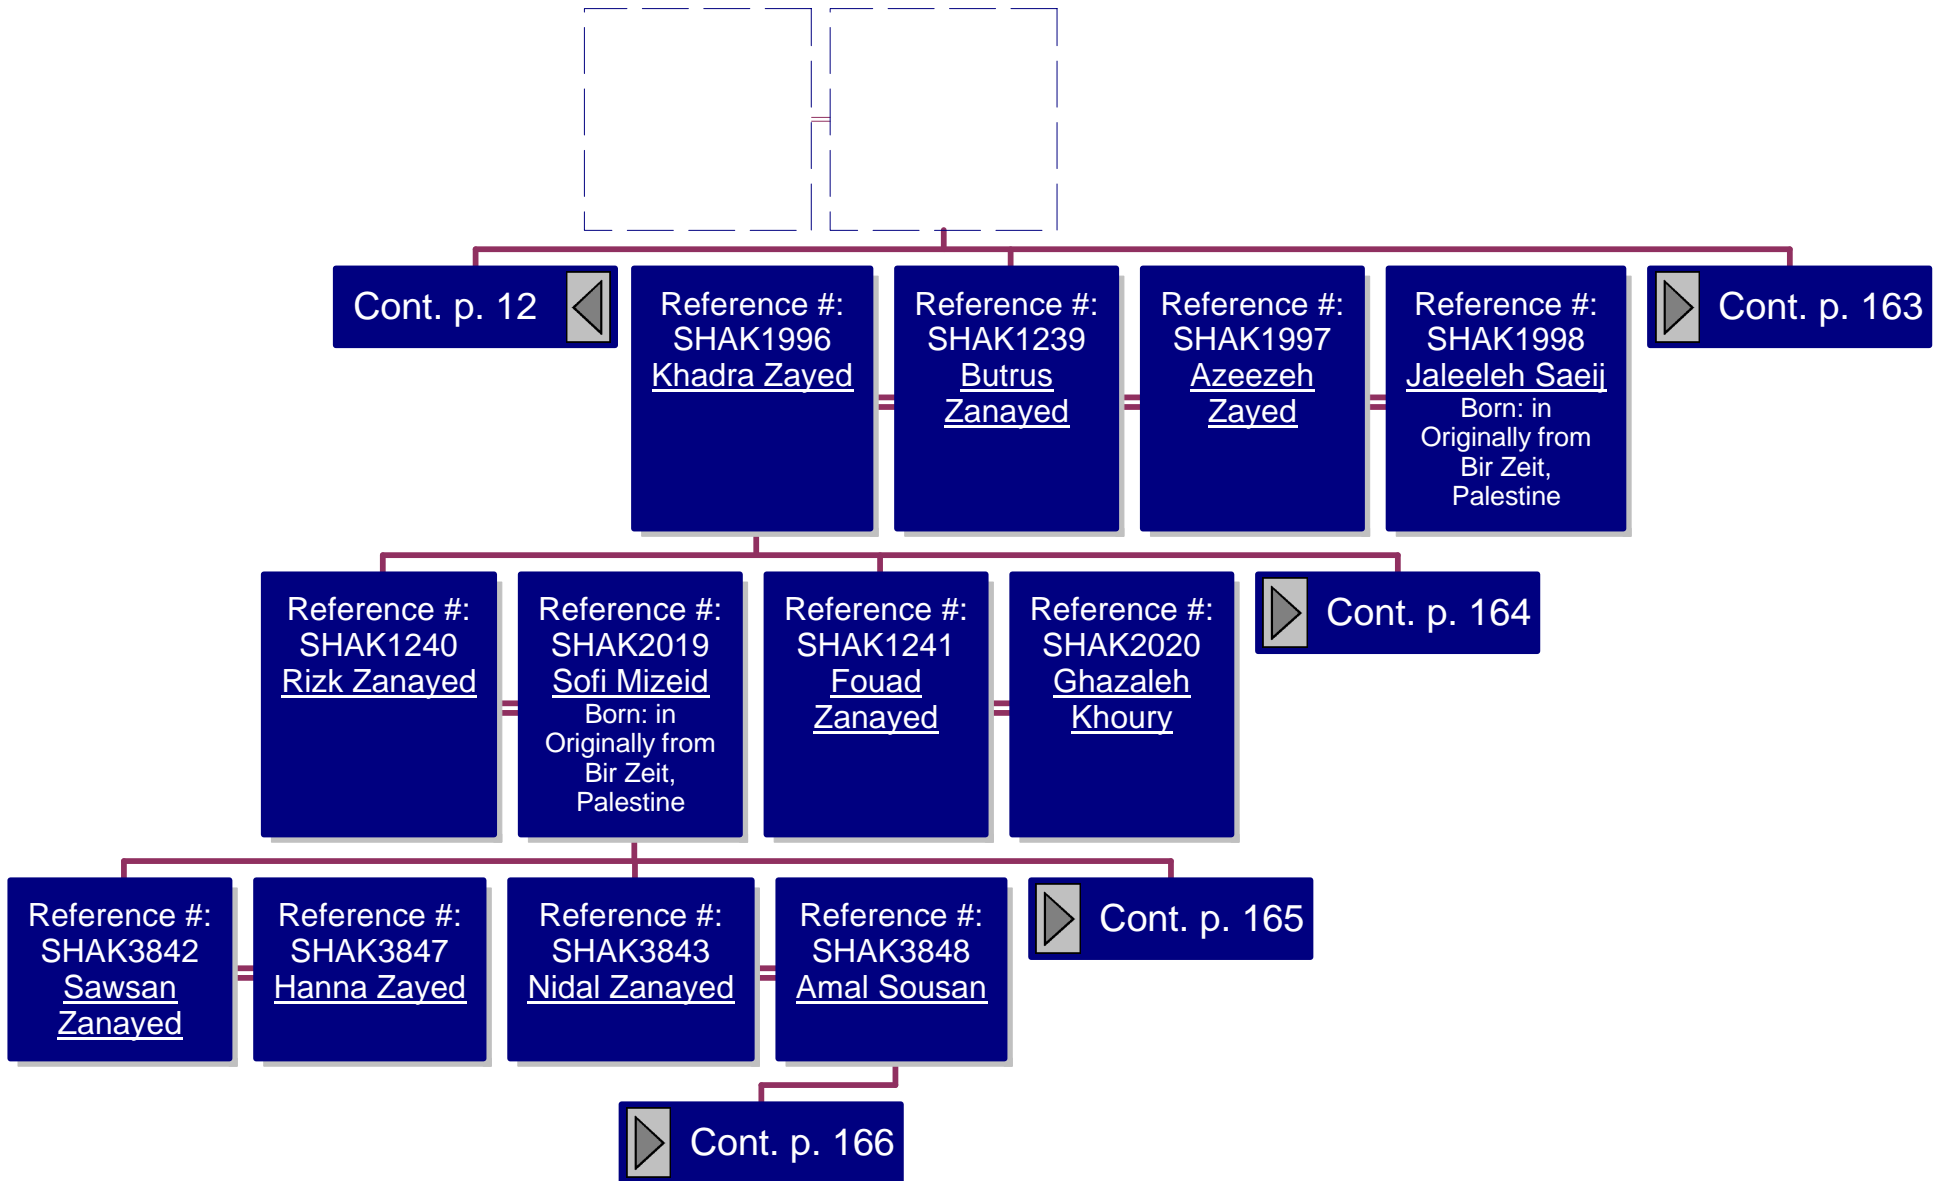 Cont. p. 12
Reference #:
SHAK1996
Khadra Zayed
Reference #:
SHAK1239
Butrus
Zanayed
Reference #:
SHAK1997
Azeezeh
Zayed
Reference #:
SHAK1998
Jaleeleh Saeij
Born: in
Originally from
Bir Zeit,
Palestine
Cont. p. 163
Reference #:
SHAK1240
Rizk Zanayed
Reference #:
SHAK2019
Sofi Mizeid
Born: in
Originally from
Bir Zeit,
Palestine
Reference #:
SHAK1241
Fouad
Zanayed
Reference #:
SHAK2020
Ghazaleh
Khoury
Cont. p. 164
Reference #:
SHAK3842
Sawsan
Zanayed
Reference #:
SHAK3847
Hanna Zayed
Reference #:
SHAK3843
Nidal Zanayed
Reference #:
SHAK3848
Amal Sousan
Cont. p. 165
Cont. p. 166